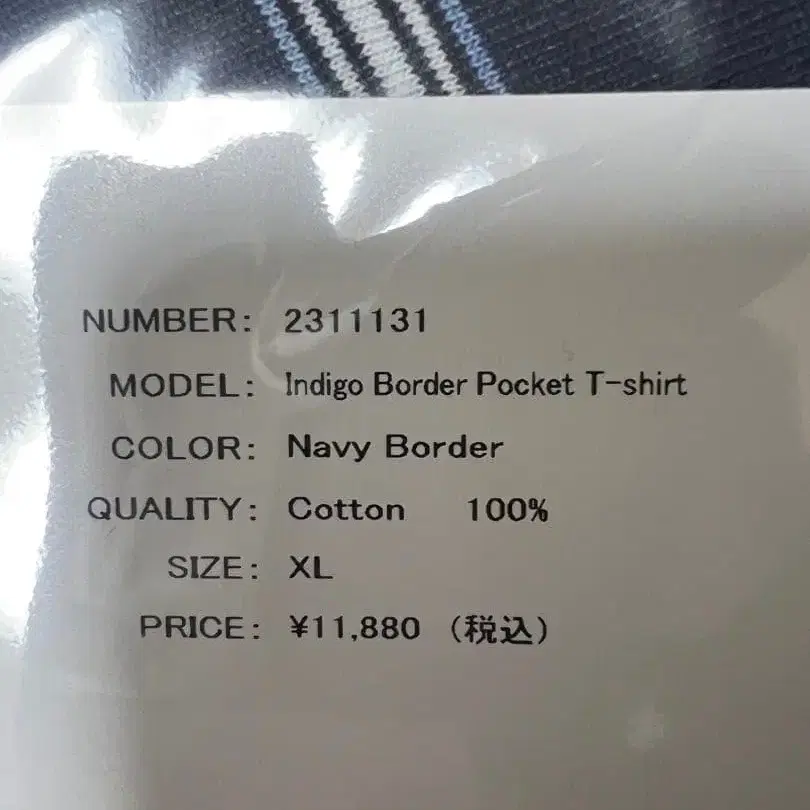 NUMBER: 2311131
MODEL: Indigo Border Pocket T-shirt
COLOR: Navy Border
QUALITY: Cotton 100%
SIZE: XL
PRICE: ¥11,880 (税込)